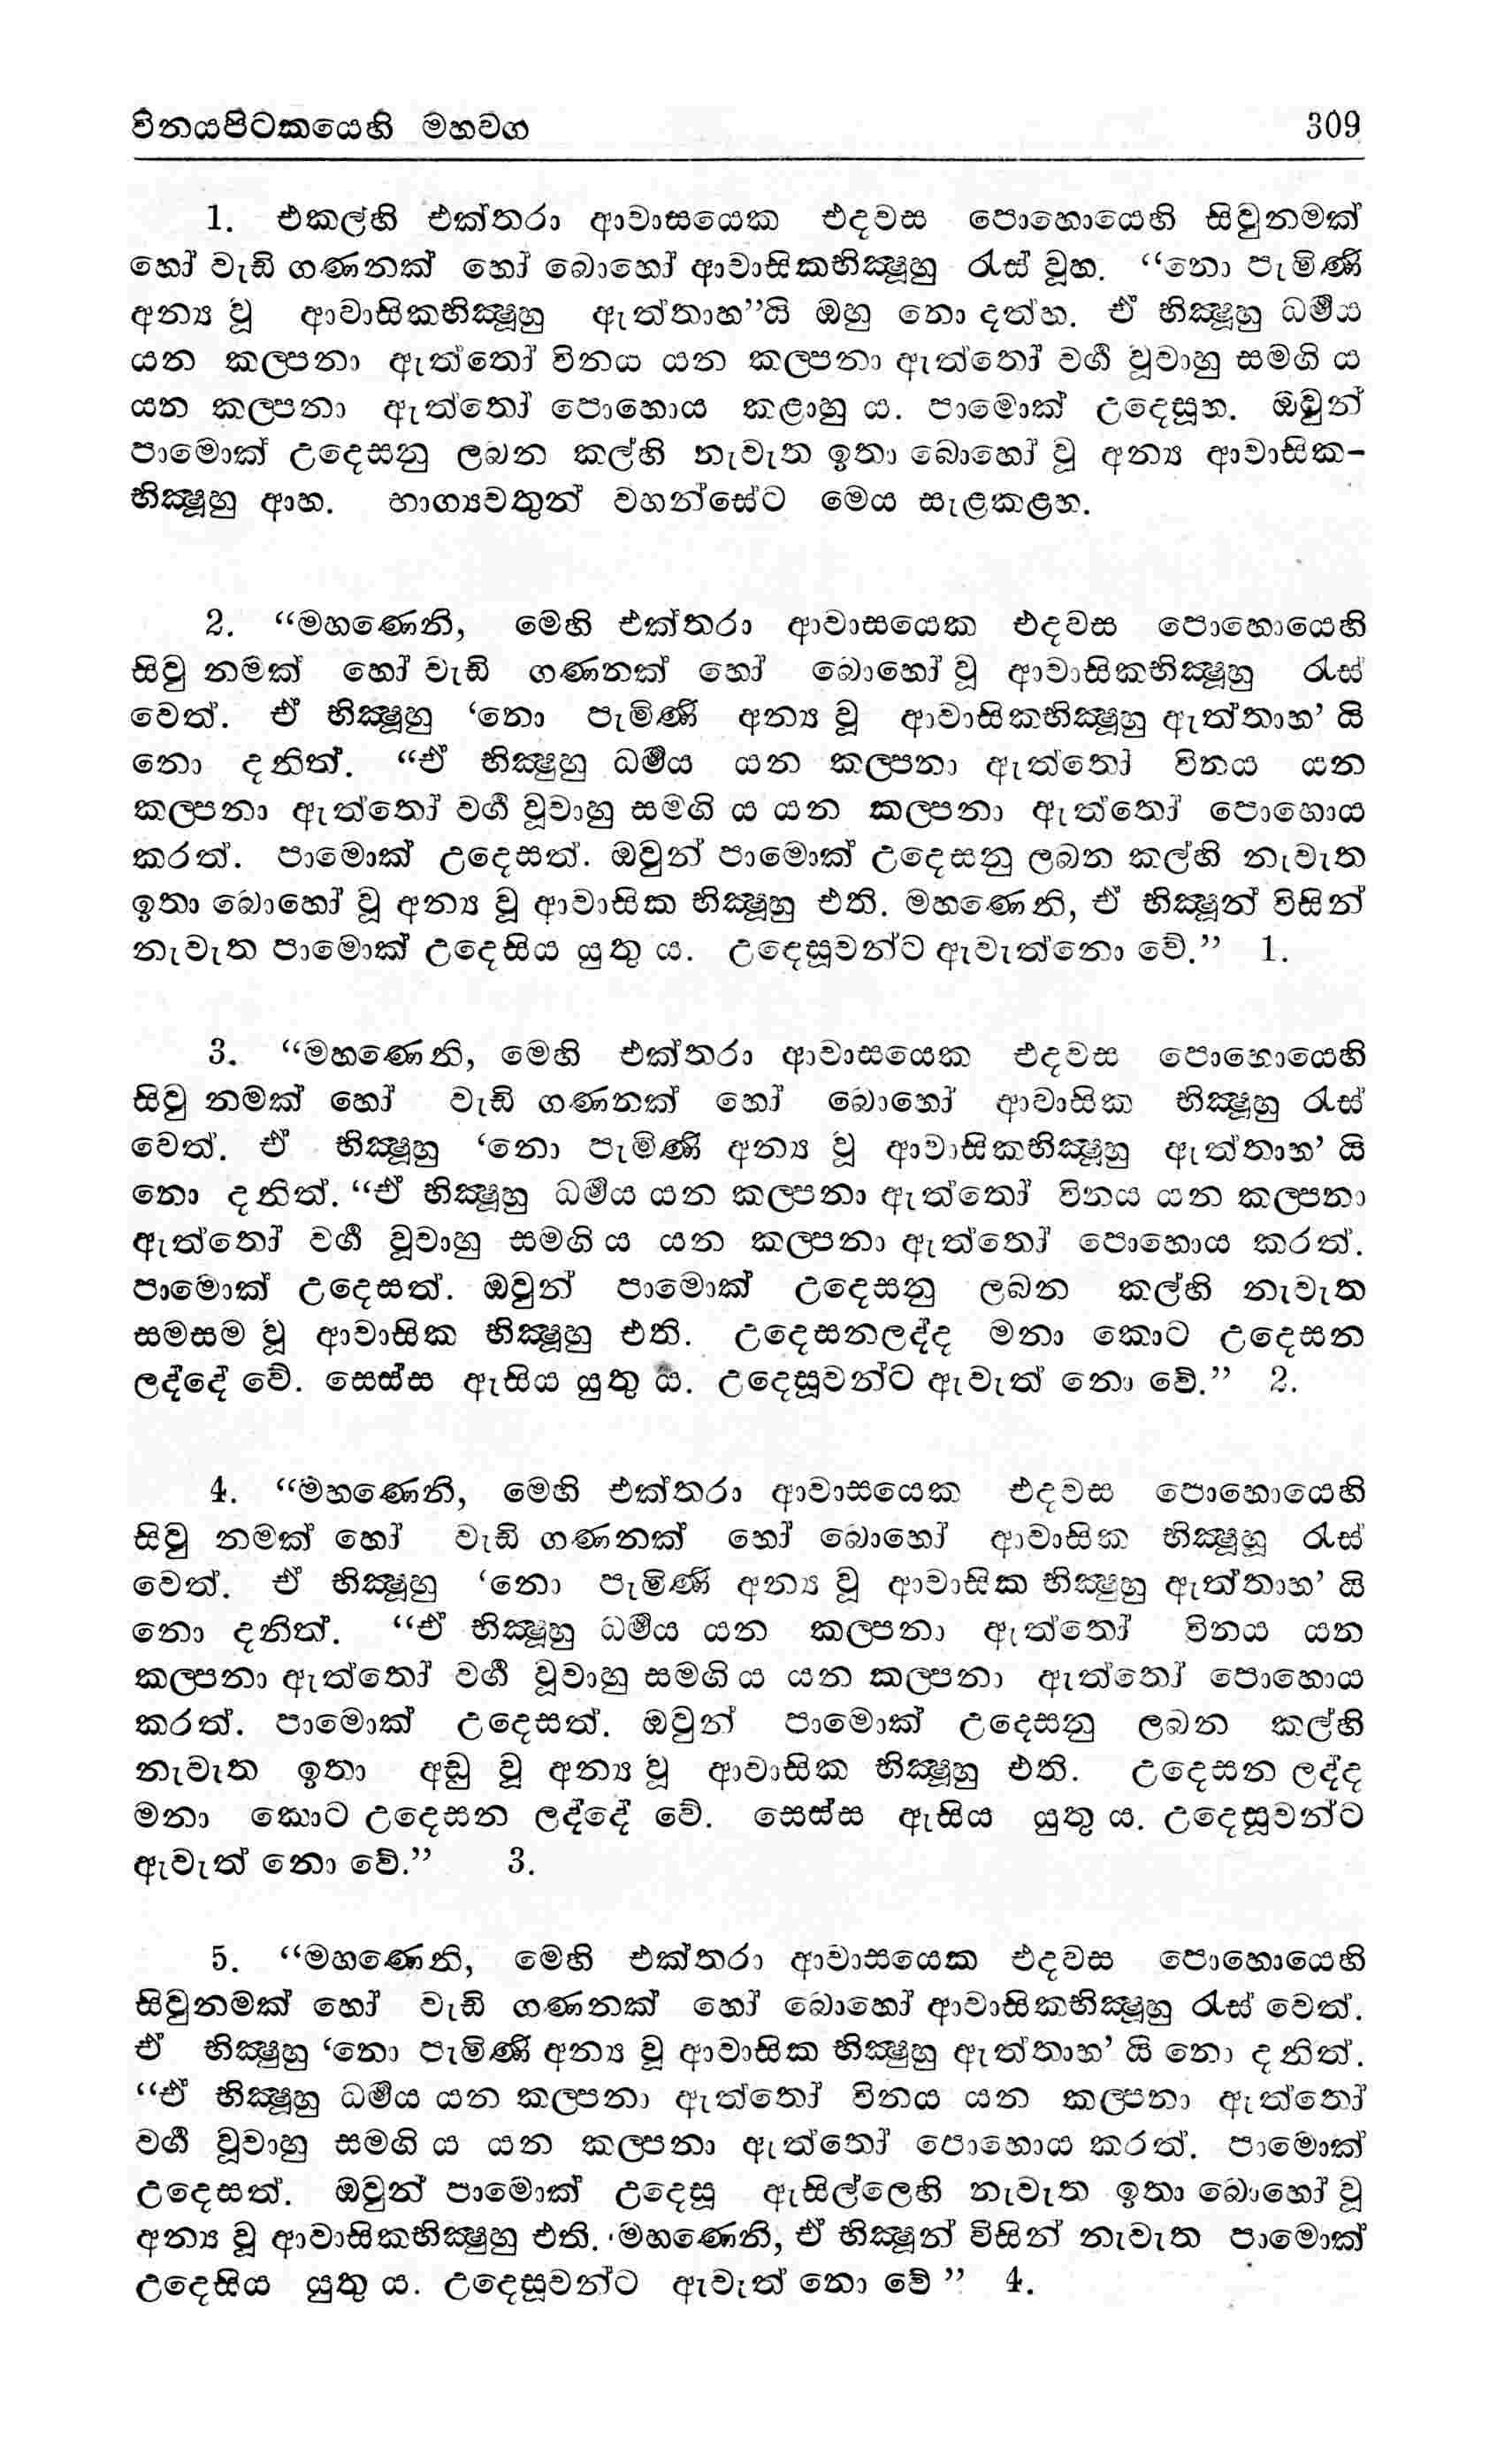 විනයපිටකයෙහි මහවග 309
1. එකල්හි එක්තරා ආවාසයෙක එදවස පොහොයෙහි සිවුනමක්
හෝ වැඩි ගණනක් හෝ බොහෝ ආවාසිකභික්‍ෂූහු රැස් වූහ. “නො පැමිණි
අන්‍ය වූ ආවාසිකභික්‍ෂූහු ඇත්තාහ”යි ඔහු නො දත්හ. ඒ භික්‍ෂූහු ධර්‍මය
යන කල්පනා ඇත්තෝ විනය යන කල්පනා ඇත්තෝ වර්‍ග වූවාහු සමගි ය
යන කල්පනා ඇත්තෝ පොහොය කළාහු ය. පාමොක් උදෙසූහ. ඔවුන්
පාමොක් උදෙසනු ලබන කල්හි නැවැත ඉතා බොහෝ වූ අන්‍ය ආවාසික-
භික්‍ෂූහු ආහ. භාග්‍යවතුන් වහන්සේට මෙය සැළකළහ.
2. “මහණෙනි, මෙහි එක්තරා ආවාසයෙක එදවස පොහොයෙහි
සිවු නමක් හෝ වැඩි ගණනක් හෝ බොහෝ වූ ආවාසිකභික්‍ෂූහු රැස්
වෙත්. ඒ භික්‍ෂූහු ‘නො පැමිණි අන්‍ය වූ ආවාසිකභික්‍ෂූහු ඇත්තාහ’ යි
නො දනිත්. “ඒ භික්‍ෂුහු ධර්‍මය යන කල්පනා ඇත්තෝ විනය යන
කල්පනා ඇත්තෝ වර්‍ග වූවාහු සමගි ය යන කල්පනා ඇත්තෝ පොහොය
කරත්. පාමොක් උදෙසත්. ඔවුන් පාමොක් උදෙසනු ලබන කල්හි නැවැත
ඉතා බොහෝ වූ අන්‍ය වූ ආවාසික භික්‍ෂූහු එති. මහණෙනි, ඒ භික්‍ෂූන් විසින්
නැවැත පාමොක් උදෙසිය යුතු ය. උදෙසූවන්ට ඇවැත්නො වේ.” 1.
3. “මහණෙනි, මෙහි එක්තරා ආවාසයෙක එදවස පොහොයෙහි
සිවු නමක් හෝ වැඩි ගණනක් හෝ බොහෝ ආවාසික භික්‍ෂූහු රැස්
වෙත්. ඒ භික්‍ෂූහු ‘නො පැමිණි අන්‍ය වූ ආවාසිකභික්‍ෂූහු ඇත්තාහ’ යි
නො දනිත්. “ඒ භික්‍ෂූහු ධර්‍මය යන කල්පනා ඇත්තෝ විනය යන කල්පනා
ඇත්තෝ වර්‍ග වූවාහු සමගි ය යන කල්පනා ඇත්තෝ පොහොය කරත්.
පාමොක් උදෙසත්. ඔවුන් පාමොක් උදෙසනු ලබන කල්හි නැවැත
සමසම වූ ආවාසික භික්‍ෂූහු එති. උදෙසනලද්ද මනා කොට උදෙසන
ලද්දේ වේ. සෙස්ස ඇසිය යුතු ය. උදෙසූවන්ට ඇවැත් නො වේ.” 2.
4. “මහණෙනි, මෙහි එක්තරා ආවාසයෙක එදවස පොහොයෙහි
සිවු නමක් හෝ වැඩි ගණනක් හෝ බොහෝ ආවාසික භික්‍ෂූහූ රැස්
වෙත්. ඒ භික්‍ෂූහු ‘නො පැමිණි අන්‍ය වූ ආවාසික භික්‍ෂුහු ඇත්තාහ’ යි
නො දනිත්. “ඒ භික්‍ෂූහු ධර්‍මය යන කල්පනා ඇත්තෝ විනය යන
කල්පනා ඇත්තෝ වර්‍ග වූවාහු සමගි ය යන කල්පනා ඇත්තෝ පොහොය
කරත්. පාමොක් උදෙසත්. ඔවුන් පාමොක් උදෙසනු ලබන කල්හි
නැවැත ඉතා අඩු වූ අන්‍ය වූ ආවාසික භික්‍ෂූහු එති. උදෙසන ලද්ද
මනා කොට උදෙසන ලද්දේ වේ. සෙස්ස ඇසිය යුතු ය. උදෙසූවන්ට
ඇවැත් නො වේ.” 3.
5. “මහණෙනි, මෙහි එක්තරා ආවාසයෙක එදවස පොහොයෙහි
සිවුනමක් හෝ වැඩි ගණනක් හෝ බොහෝ ආවාසිකභික්‍ෂූහු රැස් වෙත්.
ඒ භික්‍ෂුහු ‘නො පැමිණි අන්‍ය වූ ආවාසික භික්‍ෂුහු ඇත්තාහ’ යි නො දනිත්.
“ඒ භික්‍ෂූහු ධර්‍මය යන කල්පනා ඇත්තෝ විනය යන කල්පනා ඇත්තෝ
වර්‍ග වූවාහු සමගි ය යන කල්පනා ඇත්තෝ පොහොය කරත්. පාමොක්
උදෙසත්. ඔවුන් පාමොක් උදෙසූ ඇසිල්ලෙහි නැවැත ඉතා බොහෝ වූ
අන්‍ය වූ ආවාසිකභික්‍ෂුහු එති. මහණෙනි, ඒ භික්‍ෂූන් විසින් නැවැත පාමොක්
උදෙසිය යුතු ය. උදෙසූවන්ට ඇවැත් නො වේ” 4.